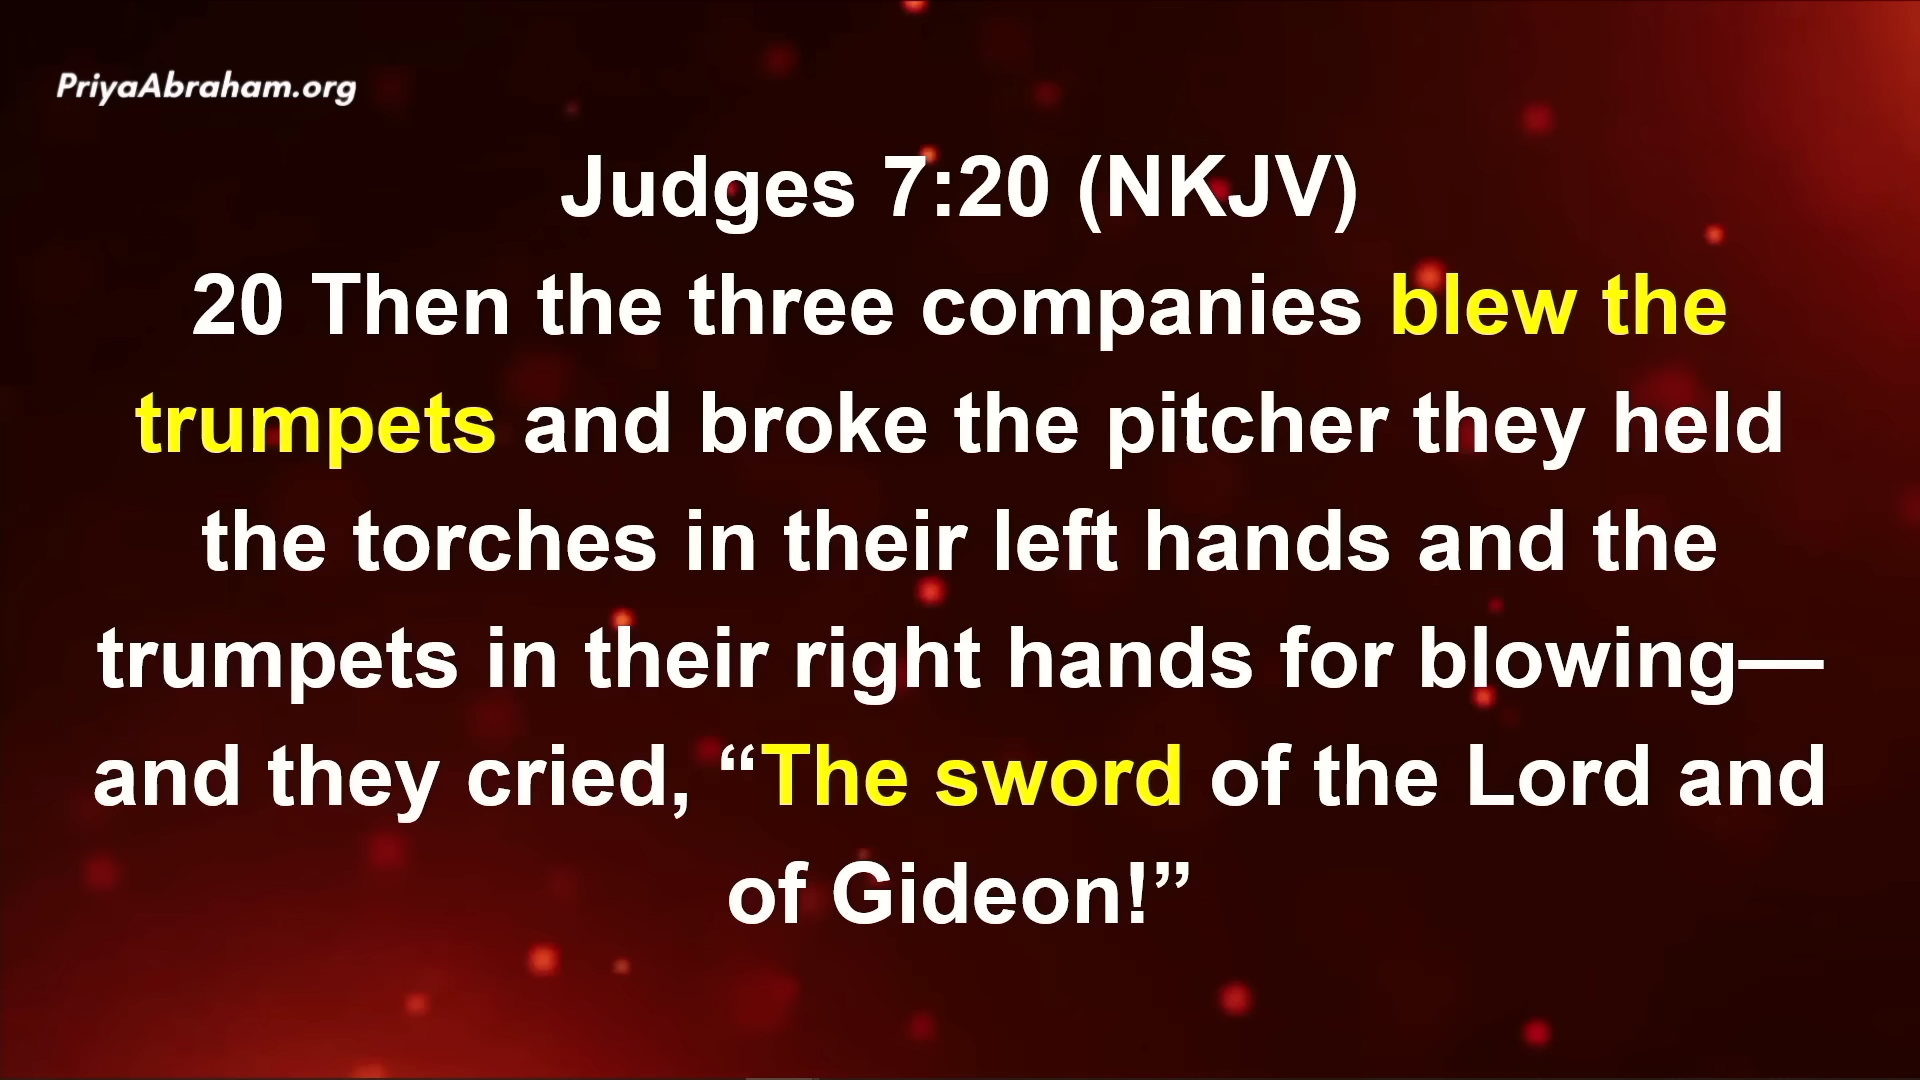 PriyaAbraham.org
Judges 7:20 (NKJV)
20 Then the three companies blew the
trumpets and broke the pitcher they held
the torches in their left hands and the
trumpets in their right hands for blowing—
and they cried, “The sword of the Lord and
of Gideon!”